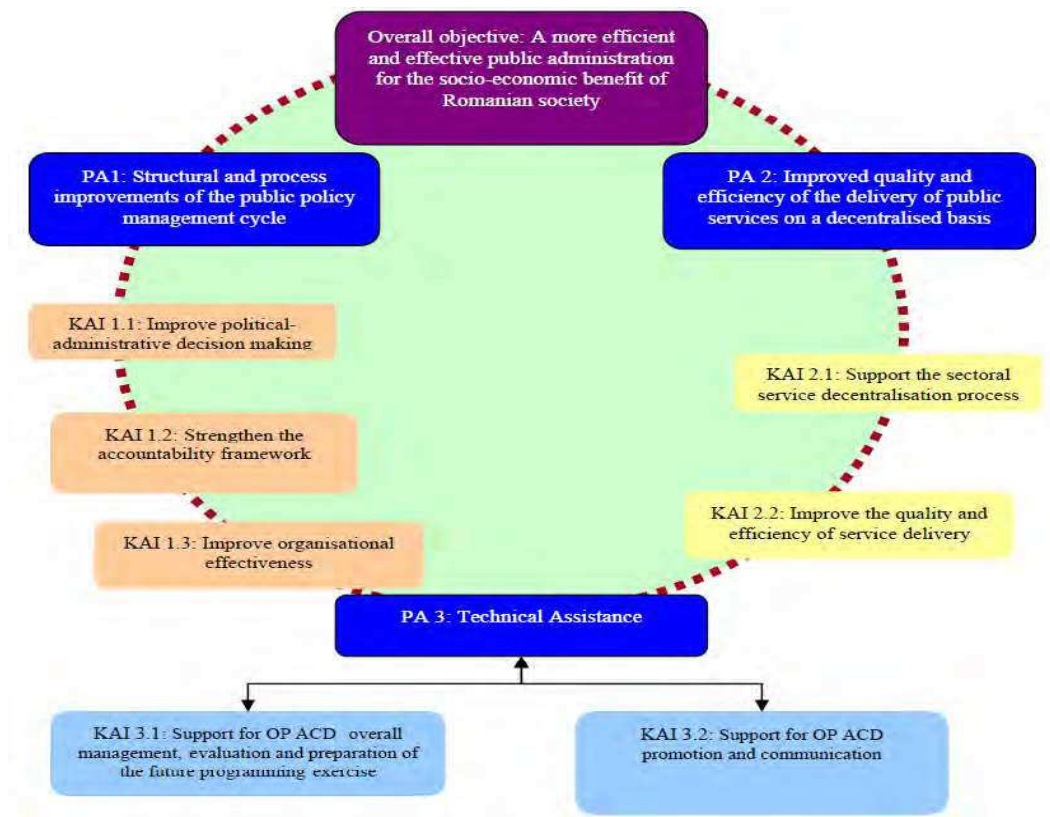 Overall objective: A more efficient
and effective public administration
for the socio-economic benefit of
Romanian society
PA1: Structural and process
improvements of the public policy
management cycle
PA 2: Improved quality and
efficiency of the delivery of public
services on a decentralised basis
KAI 1.1: Improve political-
administrative decision making
KAI 2.1: Support the sectoral
service decentralisation process
KAI 1.2: Strengthen the
accountability framework
KAI 2.2: Improve the quality and
efficiency of service delivery
KAI 1.3: Improve organisational
effectiveness
PA 3: Technical Assistance
KAI 3.1: Support for OP ACD overall
management, evaluation and preparation of
the future programming exercise
KAI 3.2: Support for OP ACD
promotion and communication